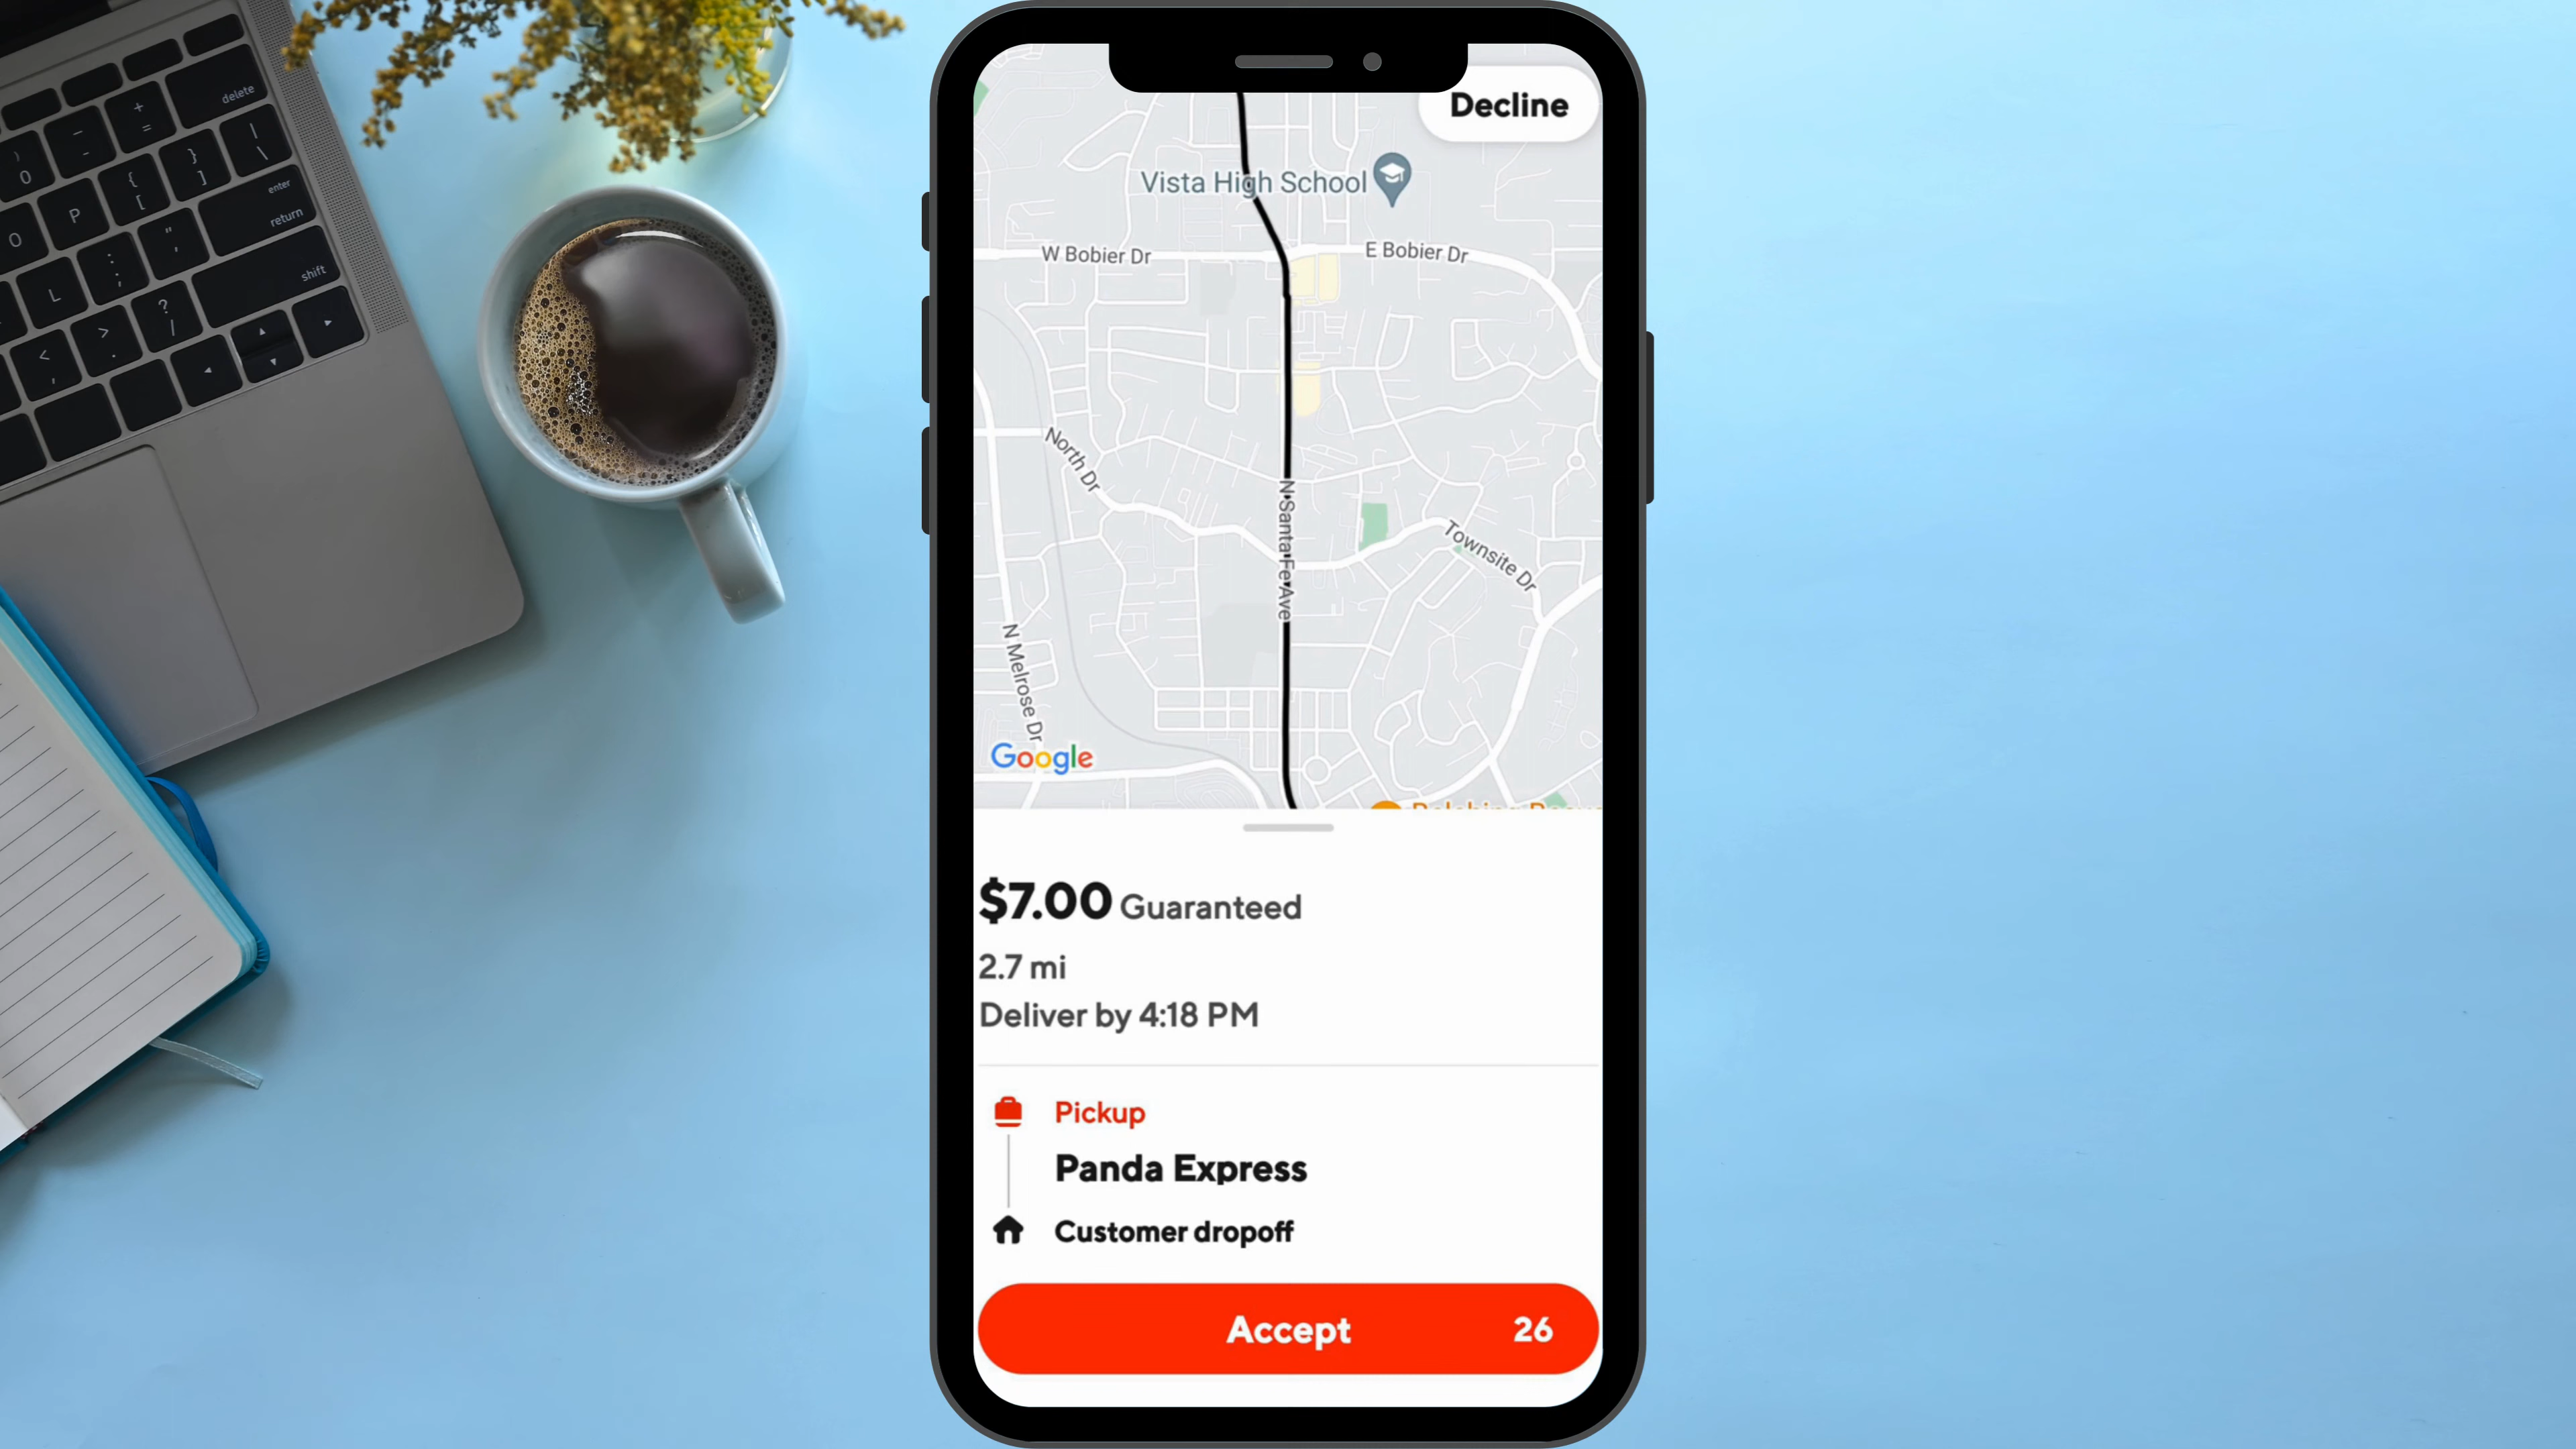 delete
+
=
-
)
0
}
]
|
\
{
[
enter
return
P
O
"
'
:
;
L
shift
?
/
>
.
<
,
Decline
Vista High School
W Bobier Dr
E Bobier Dr
North Dr
N Santa Fe Ave
Townsite Dr
N Melrose Dr
Google
$7.00 Guaranteed
2.7 mi
Deliver by 4:18 PM
Pickup
Panda Express
Customer dropoff
Accept 26